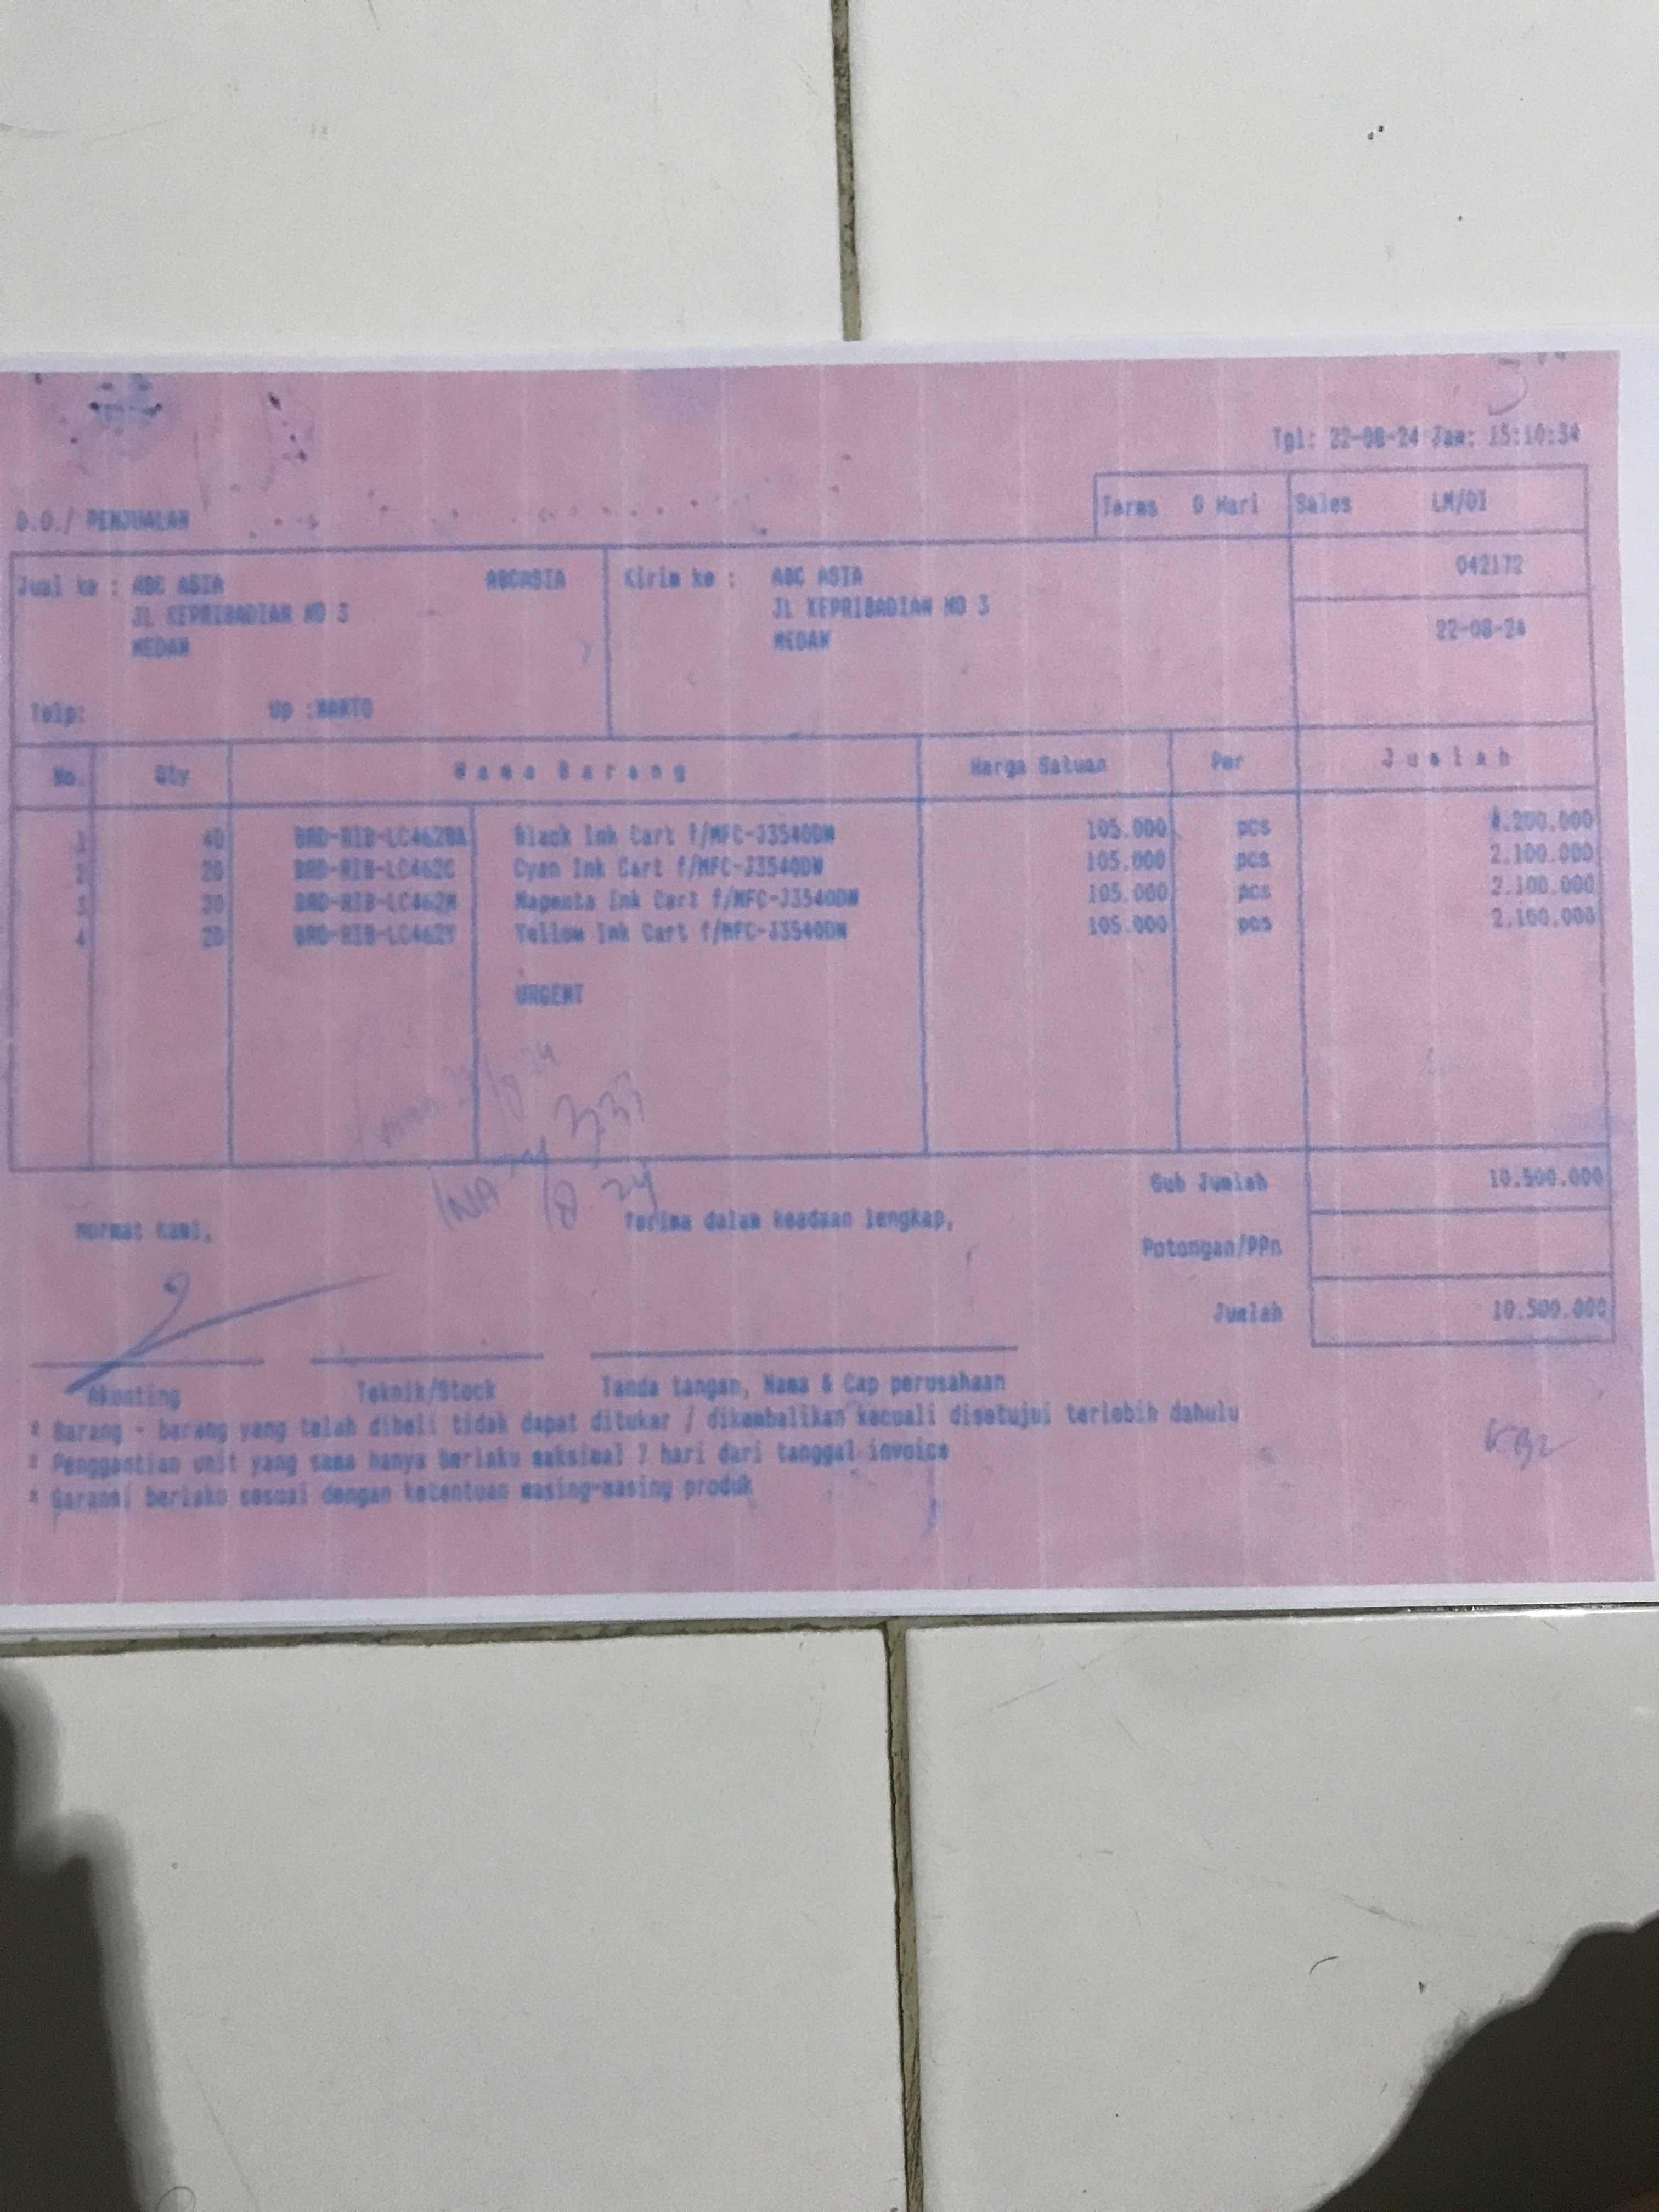 Tgl: 22-08-24 Jam: 15:10:34
D.O./ PENJUALAN
Terms 0 Hari Sales LM/DI
Jual ke : ABC ASIA ABCASIA Kirim ke : ABC ASIA 042172
JL KEPRIBADIAN NO 3 JL KEPRIBADIAN NO 3
MEDAN MEDAN 22-08-24
Telp: Up :
No. Qty Nama Barang Harga Satuan Per Jumlah
1 40 BRO-RIB-LC462BK Black Ink Cart f/MFC-J3540DW 105.000 pcs 4.200.000
2 20 BRO-RIB-LC462C Cyan Ink Cart f/MFC-J3540DW 105.000 pcs 2.100.000
3 BRO-RIB-LC462M Magenta Ink Cart f/MFC-J3540DW 105.000 pcs 2.100.000
4 20 BRO-RIB-LC462Y Yellow Ink Cart f/MFC-J3540DW 105.000 pcs 2.100.000
URGENT
333
INA
Sub Jumlah 10.500.000
Hormat Kami, Terima dalam keadaan lengkap,
Potongan/PPn
Jumlah 10.500.000
Akunting Teknik/Stock Tanda tangan, Nama & Cap perusahaan
* Barang - barang yang telah dibeli tidak dapat ditukar / dikembalikan kecuali disetujui terlebih dahulu
* Penggantian unit yang sama hanya berlaku maksimal 7 hari dari tanggal invoice
* Garansi berlaku sesuai dengan ketentuan masing-masing produk